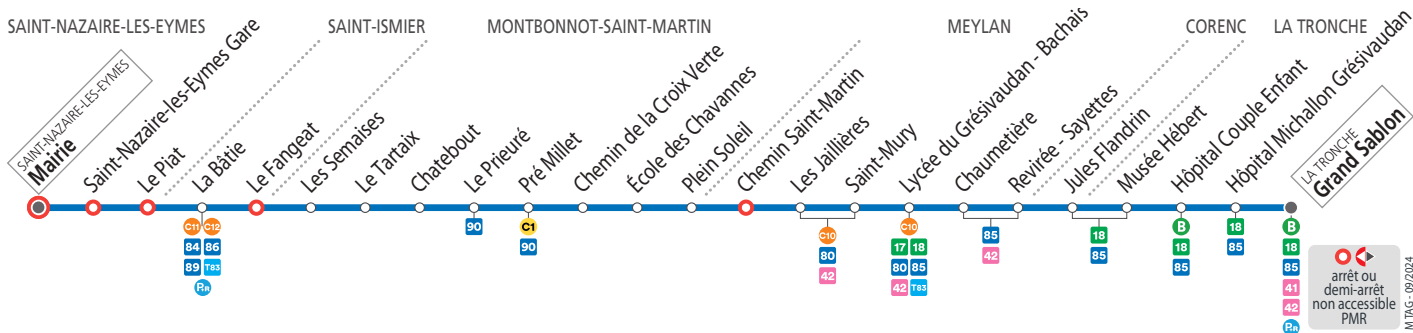 SAINT-NAZAIRE-LES-EYMES
SAINT-ISMIER
MONTBONNOT-SAINT-MARTIN
MEYLAN
CORENC
LA TRONCHE
SAINT-NAZAIRE-LES-EYMES
Mairie
Saint-Nazaire-les-Eymes Gare
Le Piat
La Bâtie
Le Fangeat
Les Semaises
Le Tartaix
Chatebout
Le Prieuré
Pré Millet
Chemin de la Croix Verte
École des Chavannes
Plein Soleil
Chemin Saint-Martin
Les Jaillières
Saint-Mury
Lycée du Grésivaudan - Bachais
Chaumetière
Revirée - Sayettes
Jules Flandrin
Musée Hébert
Hôpital Couple Enfant
Hôpital Michallon Grésivaudan
LA TRONCHE
Grand Sablon
C11 C12
84 86
89 T83
P+R
90
C1
90
C10
80
42
C10
17 18
80 85
42 T83
85
42
18
85
B
18
85
18
85
B
18
85
41
42
P+R
arrêt ou
demi-arrêt
non accessible
PMR
M TAG - 09/2024